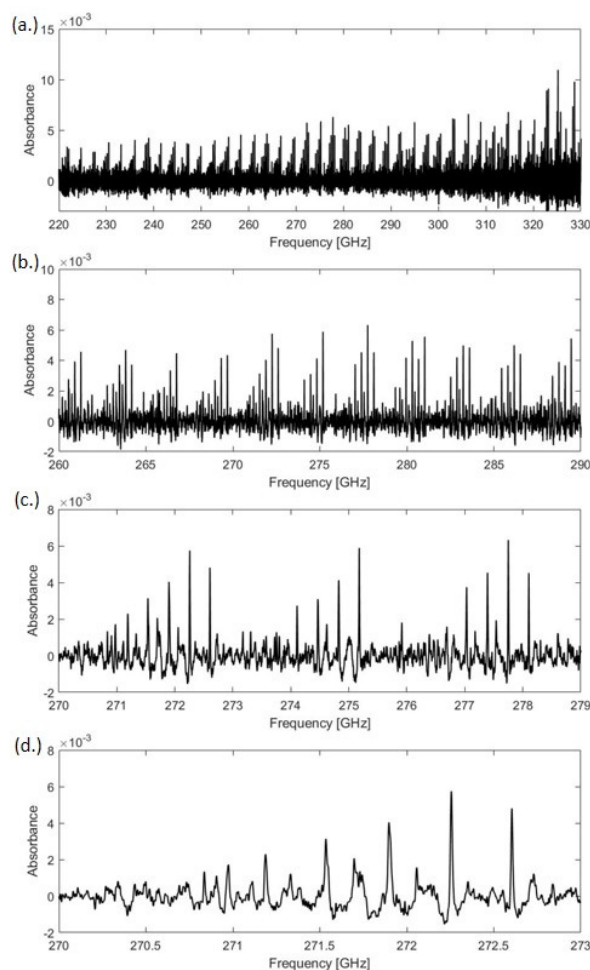 (a.)
×10⁻³
15
10
5
0
Absorbance
220 230 240 250 260 270 280 290 300 310 320 330
Frequency [GHz]
(b.)
×10⁻³
10
8
6
4
2
0
-2
Absorbance
260 265 270 275 280 285 290
Frequency [GHz]
(c.)
×10⁻³
8
6
4
2
0
-2
Absorbance
270 271 272 273 274 275 276 277 278 279
Frequency [GHz]
(d.)
×10⁻³
8
6
4
2
0
-2
Absorbance
270 270.5 271 271.5 272 272.5 273
Frequency [GHz]